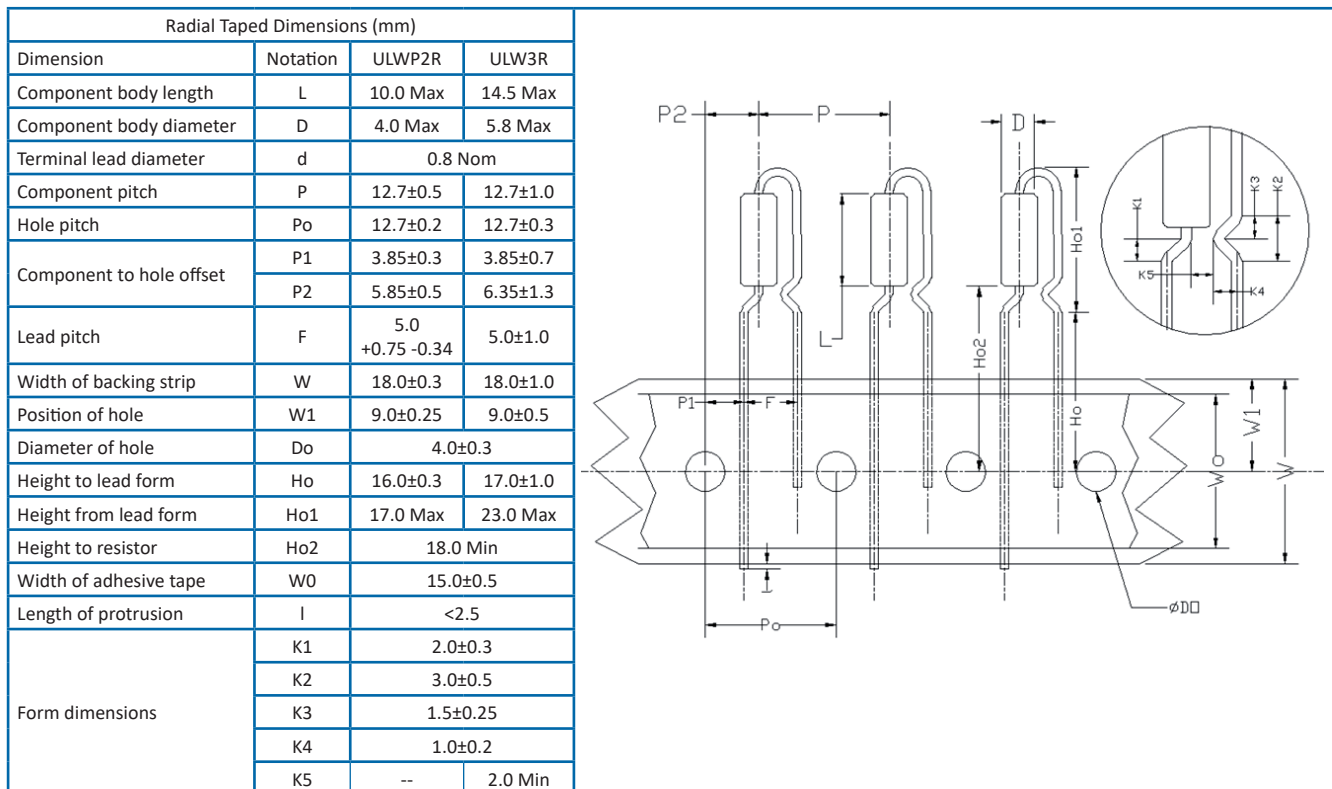 Radial Taped Dimensions (mm)
Dimension Notation ULWP2R ULW3R
Component body length L 10.0 Max 14.5 Max
Component body diameter D 4.0 Max 5.8 Max
Terminal lead diameter d 0.8 Nom
Component pitch P 12.7±0.5 12.7±1.0
Hole pitch Po 12.7±0.2 12.7±0.3
Component to hole offset P1 3.85±0.3 3.85±0.7
P2 5.85±0.5 6.35±1.3
Lead pitch F 5.0 +0.75 -0.34 5.0±1.0
Width of backing strip W 18.0±0.3 18.0±1.0
Position of hole W1 9.0±0.25 9.0±0.5
Diameter of hole Do 4.0±0.3
Height to lead form Ho 16.0±0.3 17.0±1.0
Height from lead form Ho1 17.0 Max 23.0 Max
Height to resistor Ho2 18.0 Min
Width of adhesive tape W0 15.0±0.5
Length of protrusion l <2.5
Form dimensions K1 2.0±0.3
K2 3.0±0.5
K3 1.5±0.25
K4 1.0±0.2
K5 -- 2.0 Min
P2 P D
K1 K3 K2
K5 K4
Ho1
L
Ho2
Ho
P1 F
W1
Wo
W
I
Po
ØDO